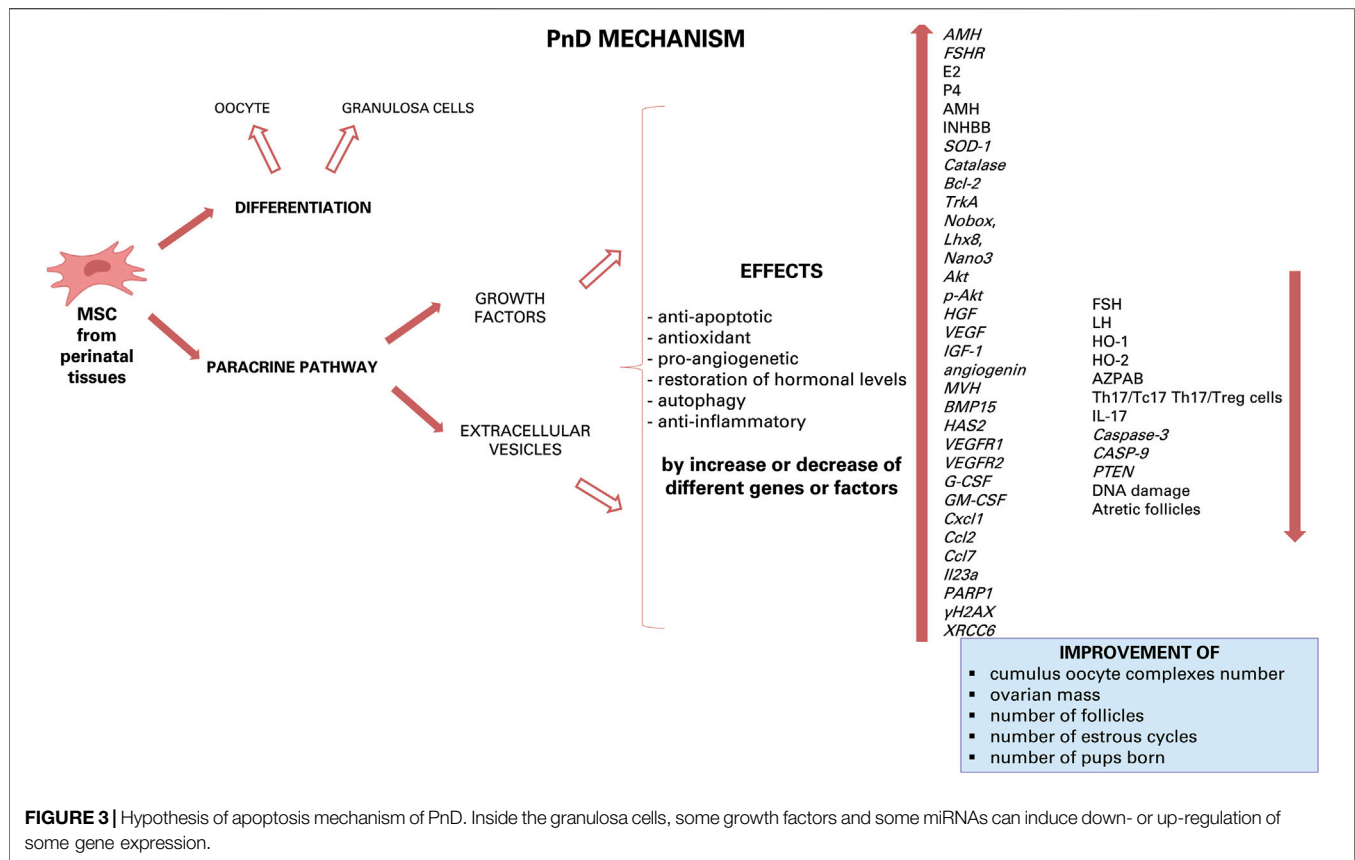 PnD MECHANISM
OOCYTE
GRANULOSA CELLS
DIFFERENTIATION
MSC
from
perinatal
tissues
PARACRINE PATHWAY
GROWTH
FACTORS
EXTRACELLULAR
VESICLES
EFFECTS
- anti-apoptotic
- antioxidant
- pro-angiogenetic
- restoration of hormonal levels
- autophagy
- anti-inflammatory
by increase or decrease of
different genes or factors
AMH
FSHR
E2
P4
AMH
INHBB
SOD-1
Catalase
Bcl-2
TrkA
Nobox,
Lhx8,
Nano3
Akt
p-Akt
HGF
VEGF
IGF-1
angiogenin
MVH
BMP15
HAS2
VEGFR1
VEGFR2
G-CSF
GM-CSF
Cxcl1
Ccl2
Ccl7
Il23a
PARP1
γH2AX
XRCC6
FSH
LH
HO-1
HO-2
AZPAB
Th17/Tc17 Th17/Treg cells
IL-17
Caspase-3
CASP-9
PTEN
DNA damage
Atretic follicles
IMPROVEMENT OF
▪ cumulus oocyte complexes number
▪ ovarian mass
▪ number of follicles
▪ number of estrous cycles
▪ number of pups born
FIGURE 3 | Hypothesis of apoptosis mechanism of PnD. Inside the granulosa cells, some growth factors and some miRNAs can induce down- or up-regulation of
some gene expression.